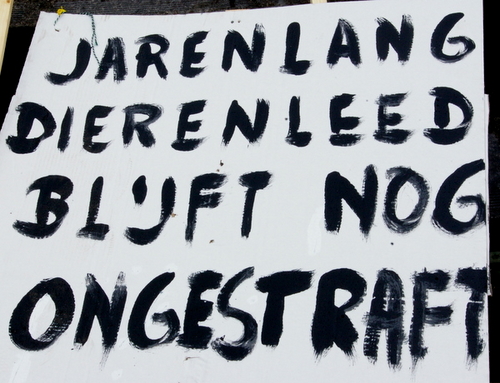 JARENLANG
DIERENLEED
BLIJFT NOG
ONGESTRAFT